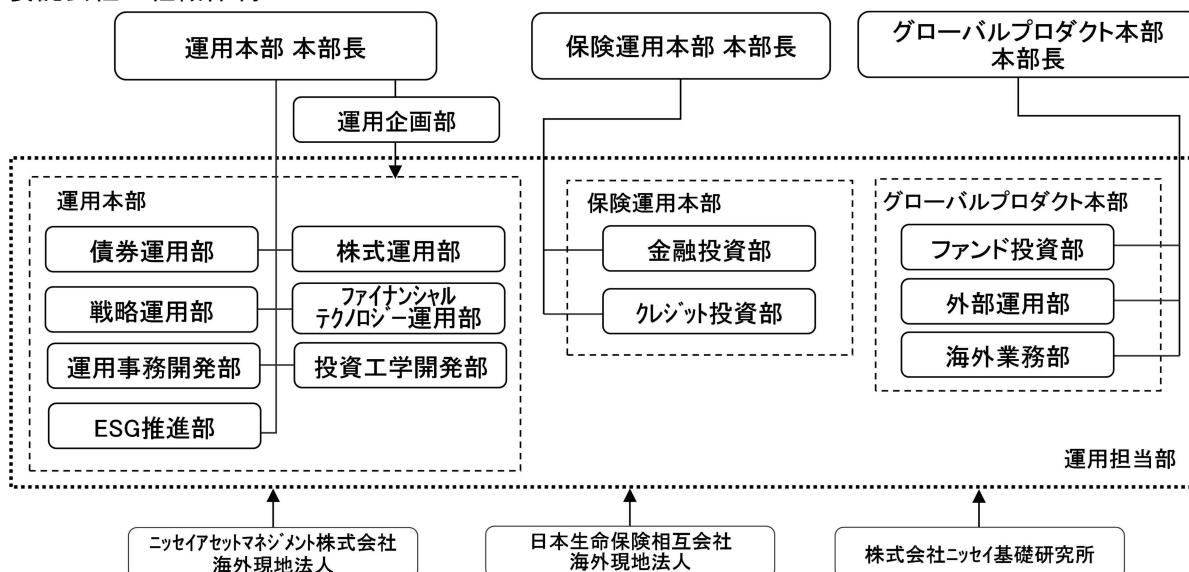 運用本部 本部長
保険運用本部 本部長
グローバルプロダクト本部
本部長
運用企画部
運用本部
債券運用部
株式運用部
戦略運用部
ファイナンシャル
テクノロジー運用部
運用事務開発部
投資工学開発部
ESG推進部
保険運用本部
金融投資部
クレジット投資部
グローバルプロダクト本部
ファンド投資部
外部運用部
海外業務部
運用担当部
ニッセイアセットマネジメント株式会社
海外現地法人
日本生命保険相互会社
海外現地法人
株式会社ニッセイ基礎研究所